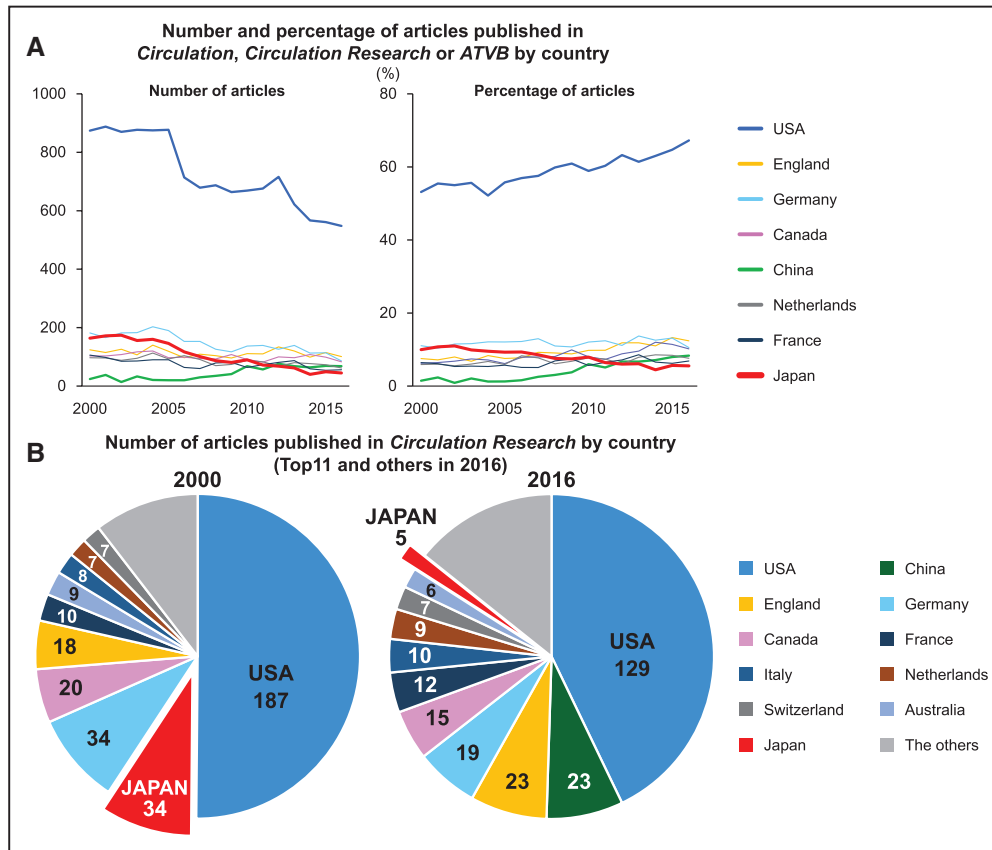 A
Number and percentage of articles published in
Circulation, Circulation Research or ATVB by country
Number of articles
1000
800
600
400
200
0
2000
2005
2010
2015
(%)
Percentage of articles
80
60
40
20
0
2000
2005
2010
2015
USA
England
Germany
Canada
China
Netherlands
France
Japan
B
Number of articles published in Circulation Research by country
(Top11 and others in 2016)
2000
USA
187
JAPAN
34
34
20
18
10
9
8
7
7
2016
JAPAN
5
USA
129
23
23
19
15
12
10
9
7
6
USA
China
England
Germany
Canada
France
Italy
Netherlands
Switzerland
Australia
Japan
The others